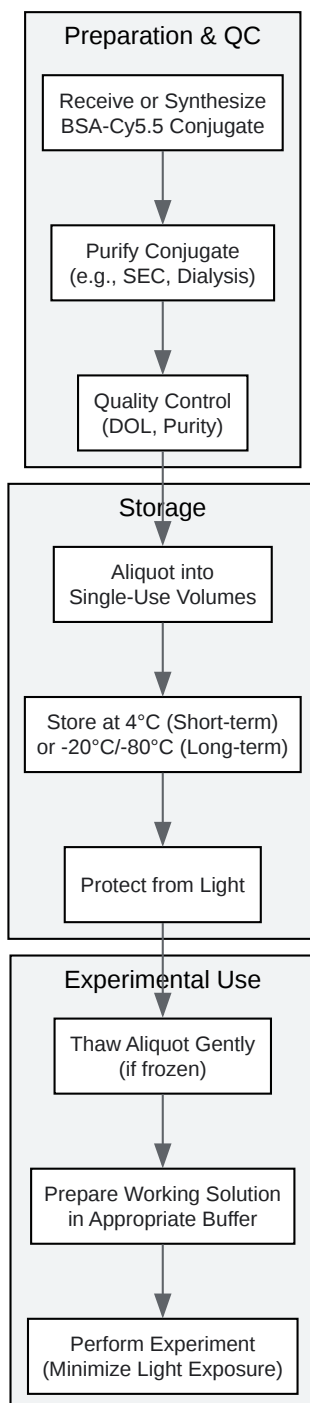 Preparation & QC
Receive or Synthesize
BSA-Cy5.5 Conjugate
Purify Conjugate
(e.g., SEC, Dialysis)
Quality Control
(DOL, Purity)
Storage
Aliquot into
Single-Use Volumes
Store at 4°C (Short-term)
or -20°C/-80°C (Long-term)
Protect from Light
Experimental Use
Thaw Aliquot Gently
(if frozen)
Prepare Working Solution
in Appropriate Buffer
Perform Experiment
(Minimize Light Exposure)